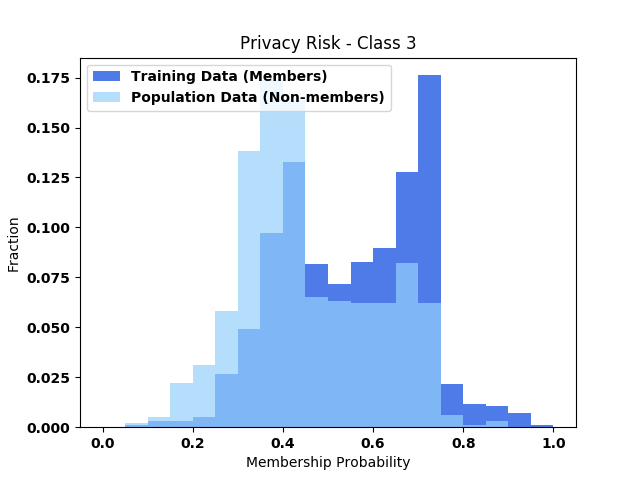 Privacy Risk - Class 3
Training Data (Members)
Population Data (Non-members)
0.175
0.150
0.125
0.100
0.075
0.050
0.025
0.000
Fraction
0.0 0.2 0.4 0.6 0.8 1.0
Membership Probability